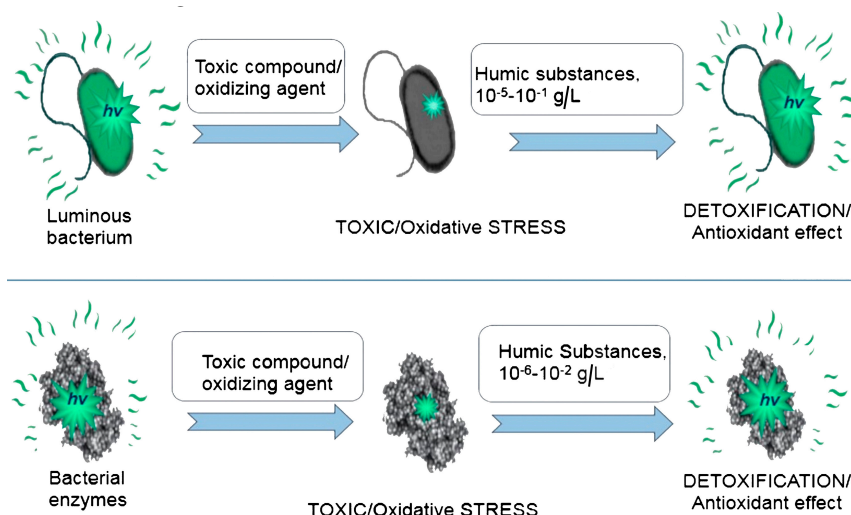 hv
Toxic compound/
oxidizing agent
Humic substances,
10⁻⁵-10⁻¹ g/L
hv
Luminous
bacterium
TOXIC/Oxidative STRESS
DETOXIFICATION/
Antioxidant effect
hv
Toxic compound/
oxidizing agent
Humic Substances,
10⁻⁶-10⁻² g/L
hv
Bacterial
enzymes
TOXIC/Oxidative STRESS
DETOXIFICATION/
Antioxidant effect